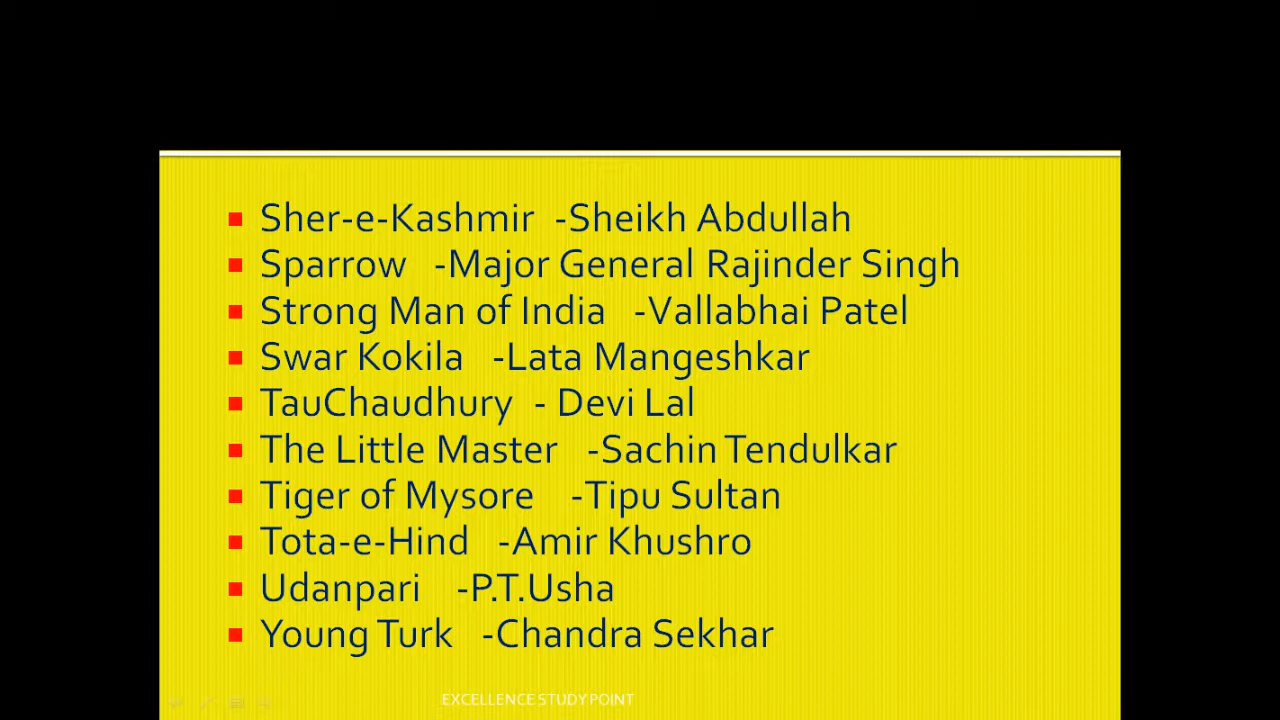 Sher-e-Kashmir -Sheikh Abdullah
Sparrow -Major General Rajinder Singh
Strong Man of India -Vallabhai Patel
Swar Kokila -Lata Mangeshkar
TauChaudhury - Devi Lal
The Little Master -Sachin Tendulkar
Tiger of Mysore -Tipu Sultan
Tota-e-Hind -Amir Khushro
Udanpari -P.T.Usha
Young Turk -Chandra Sekhar
EXCELLENCE STUDY POINT